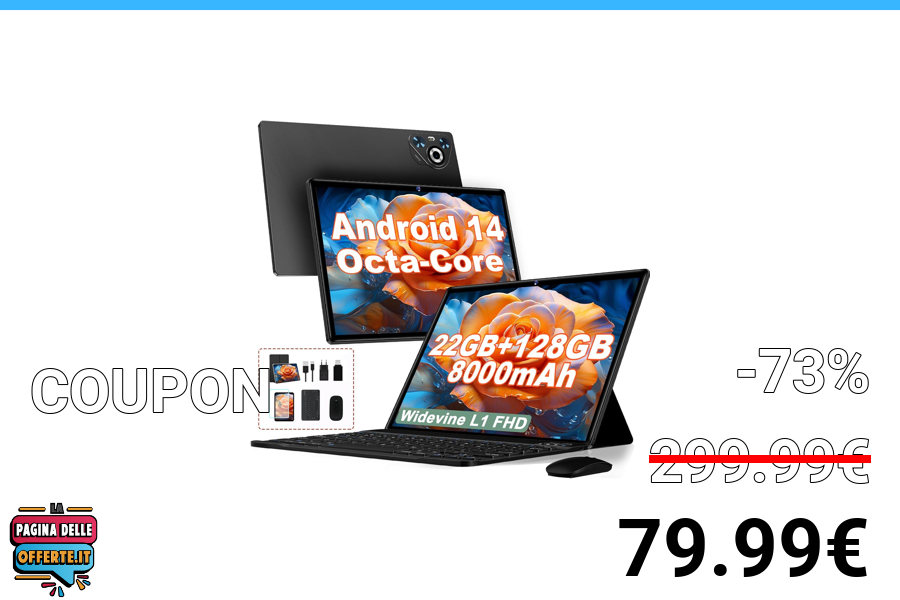 Android 14
Octa-Core
22GB+128GB
8000mAh
Widevine L1 FHD
COUPON
-73%
299.99€
79.99€
LA
PAGINA DELLE
OFFERTE.IT